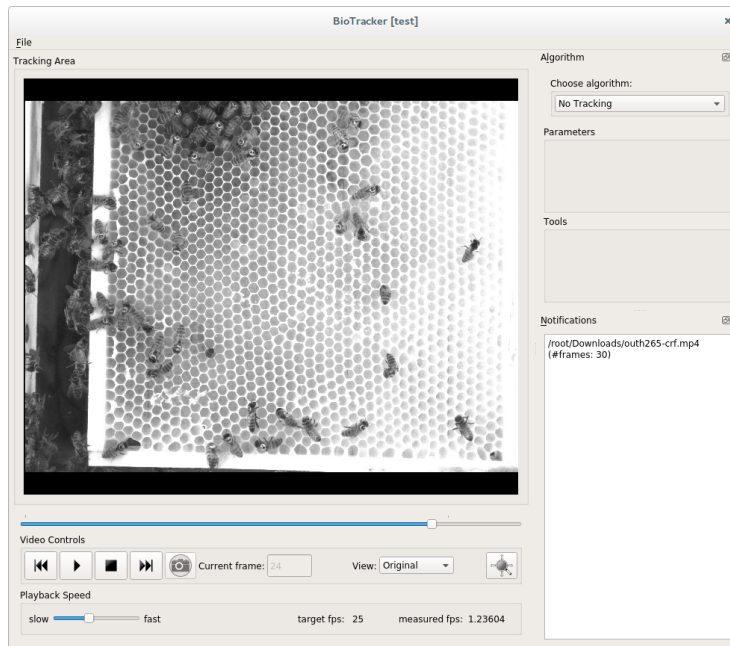 BioTracker [test]
File
Tracking Area
Algorithm
Choose algorithm:
No Tracking
Parameters
Tools
Notifications
/root/Downloads/outh265-crf.mp4
(#frames: 30)
Video Controls
Current frame: 24 View: Original
Playback Speed
slow fast target fps: 25 measured fps: 1.23604